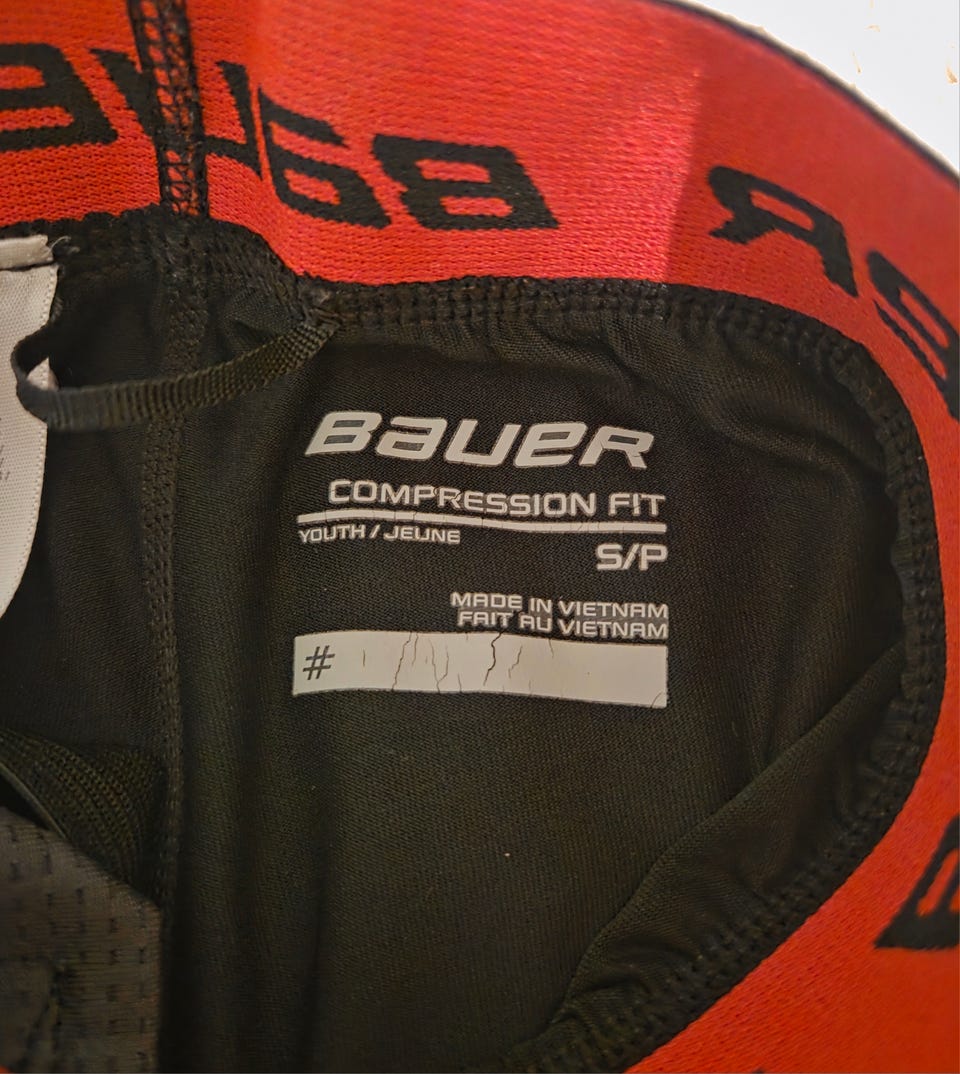 BAUER
COMPRESSION FIT
YOUTH / JEUNE
S/P
MADE IN VIETNAM
FAIT AU VIETNAM
#